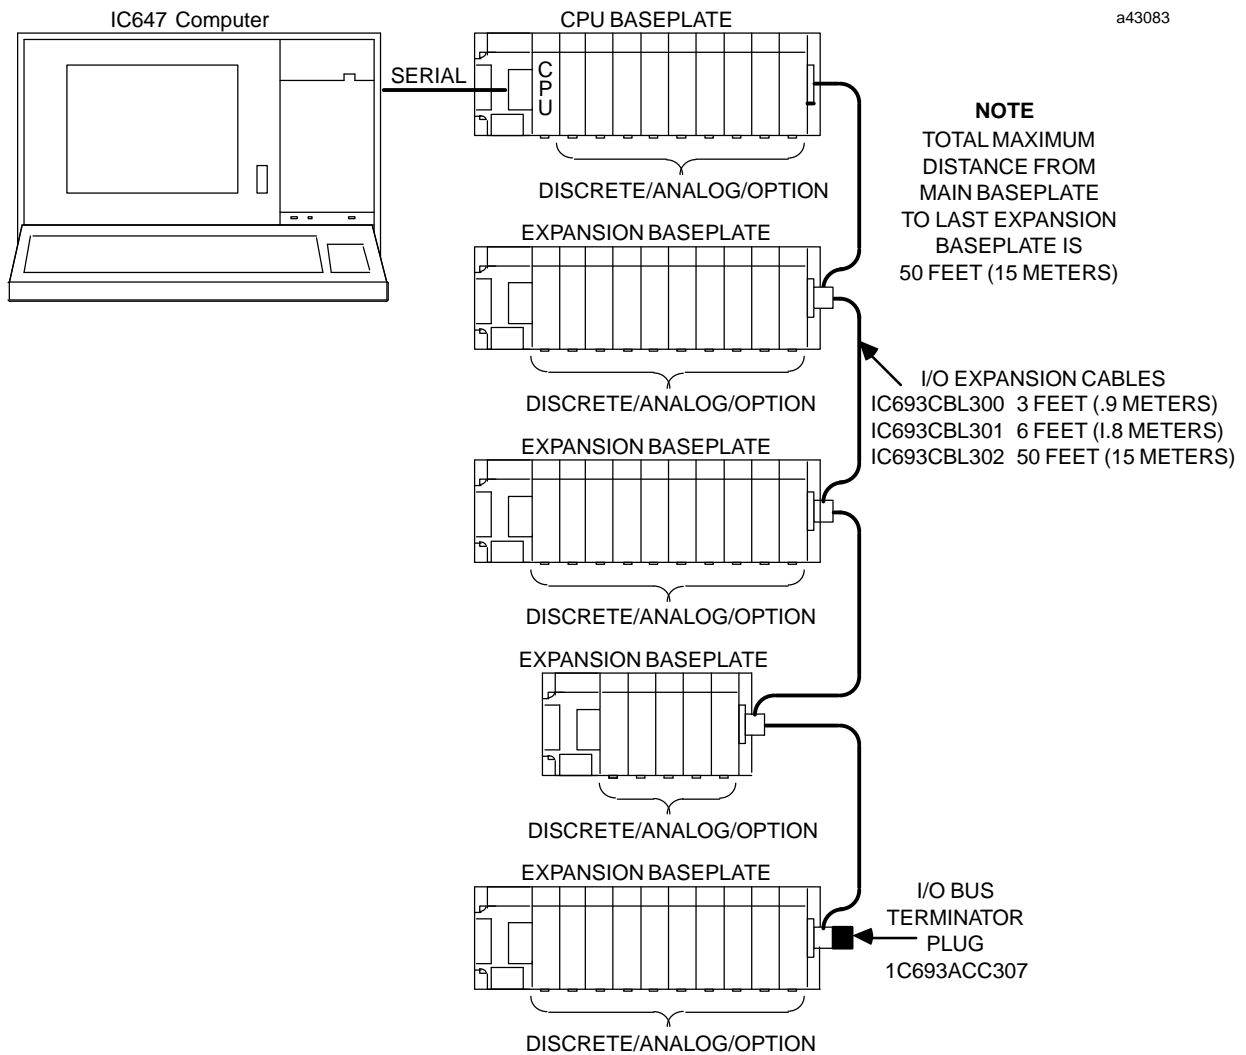 IC647 Computer
CPU BASEPLATE
a43083
SERIAL
CPU
DISCRETE/ANALOG/OPTION
NOTE
TOTAL MAXIMUM
DISTANCE FROM
MAIN BASEPLATE
TO LAST EXPANSION
BASEPLATE IS
50 FEET (15 METERS)
EXPANSION BASEPLATE
DISCRETE/ANALOG/OPTION
I/O EXPANSION CABLES
IC693CBL300 3 FEET (.9 METERS)
IC693CBL301 6 FEET (I.8 METERS)
IC693CBL302 50 FEET (15 METERS)
EXPANSION BASEPLATE
DISCRETE/ANALOG/OPTION
EXPANSION BASEPLATE
DISCRETE/ANALOG/OPTION
EXPANSION BASEPLATE
I/O BUS
TERMINATOR
PLUG
1C693ACC307
DISCRETE/ANALOG/OPTION